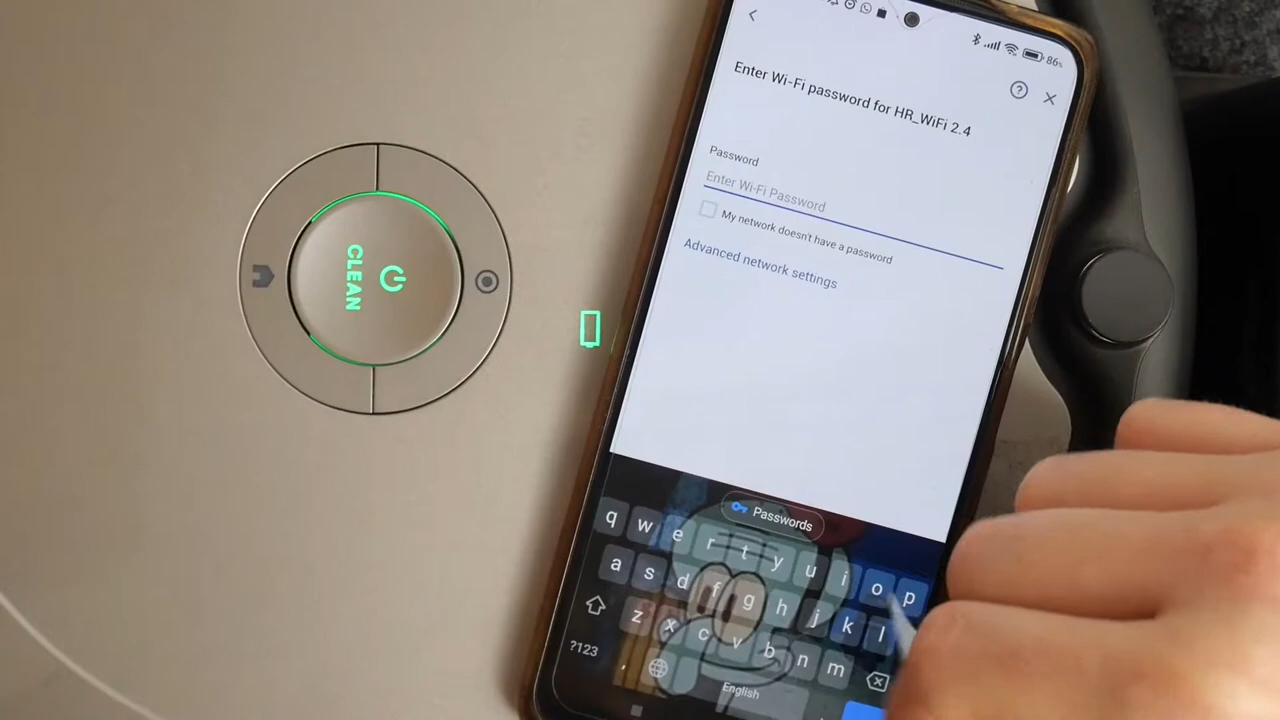 86%
Enter Wi-Fi password for HR_WiFi 2.4
Password
Enter Wi-Fi Password
My network doesn't have a password
Advanced network settings
CLEAN
Passwords
q w e r t y u i o p
a s d f g h j k l
z x c v b n m
?123 , English .